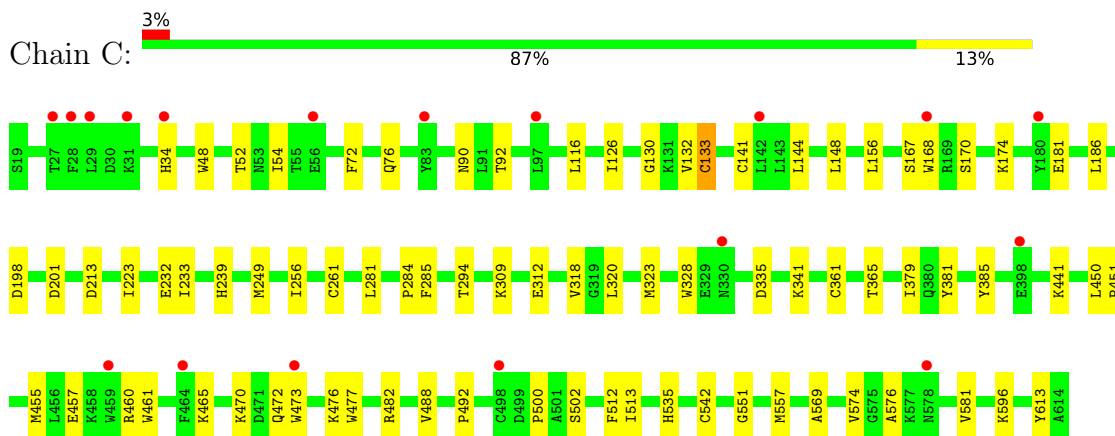 3%
Chain C:
87% 13%
S19 T27 F28 L29 D30 K31 H34 W48 T52 N53 I54 T55 E56 F72 Q76 Y83 N90 L91 T92 L97 L116 I126 G130 K131 V132 C133 C141 L142 L143 L144 L148 L156 S167 W168 R169 S170 K174 Y180 E181 L186
D198 D201 D213 I223 E232 I233 H239 M249 I256 C261 L281 P284 F285 T294 K309 E312 V318 G319 L320 M323 W328 E329 N330 D335 K341 C361 T365 I379 Q380 Y381 Y385 E398 K441 L450
M455 L456 E457 K458 W459 R460 W461 F464 K465 K470 D471 Q472 W473 K476 W477 R482 V488 P492 C498 D499 P500 A501 S502 F512 I513 H535 C542 G551 M557 A569 V574 G575 A576 K577 N578 V581 K596 Y613 A614